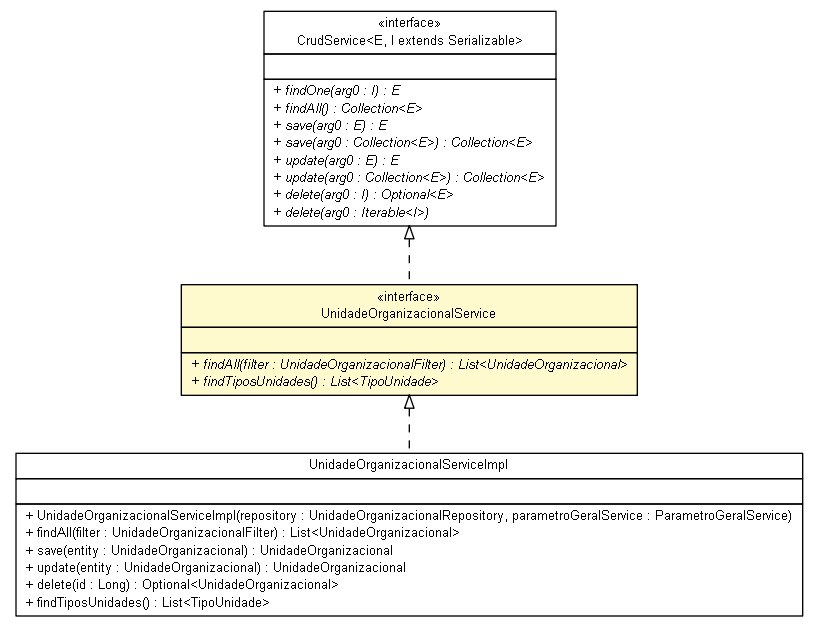 «interface»
CrudService<E, I extends Serializable>
+ findOne(arg0 : I) : E
+ findAll() : Collection<E>
+ save(arg0 : E) : E
+ save(arg0 : Collection<E>) : Collection<E>
+ update(arg0 : E) : E
+ update(arg0 : Collection<E>) : Collection<E>
+ delete(arg0 : I) : Optional<E>
+ delete(arg0 : Iterable<I>)
«interface»
UnidadeOrganizacionalService
+ findAll(filter : UnidadeOrganizacionalFilter) : List<UnidadeOrganizacional>
+ findTiposUnidades() : List<TipoUnidade>
UnidadeOrganizacionalServiceImpl
+ UnidadeOrganizacionalServiceImpl(repository : UnidadeOrganizacionalRepository, parametroGeralService : ParametroGeralService)
+ findAll(filter : UnidadeOrganizacionalFilter) : List<UnidadeOrganizacional>
+ save(entity : UnidadeOrganizacional) : UnidadeOrganizacional
+ update(entity : UnidadeOrganizacional) : UnidadeOrganizacional
+ delete(id : Long) : Optional<UnidadeOrganizacional>
+ findTiposUnidades() : List<TipoUnidade>